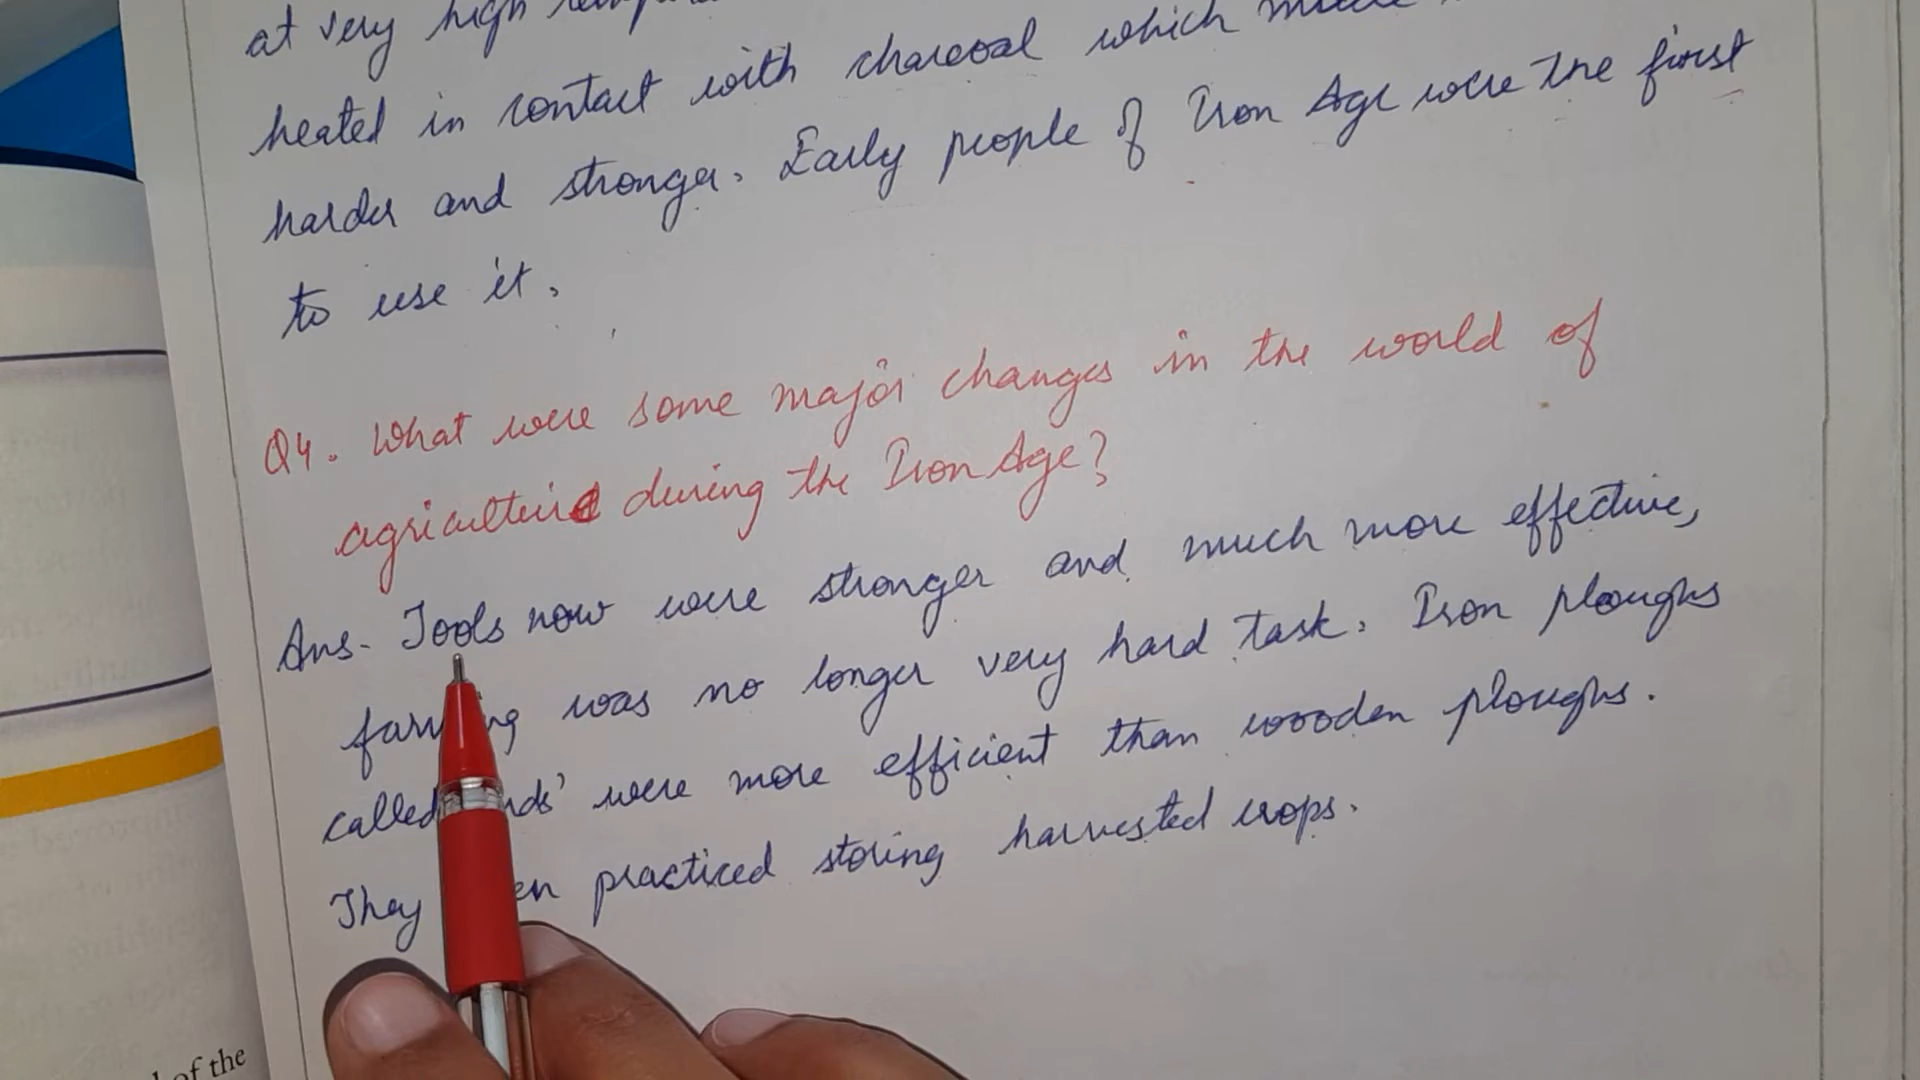 at very high
heated in contact with charcoal which
harder and stronger. Early people of Iron Age were the first
to use it.
Q4. What were some major changes in the world of
agriculture during the Iron Age?
Ans- Tools now were stronger and much more effective,
farming was no longer very hard task. Iron ploughs
called were more efficient than wooden ploughs.
They practiced storing harvested crops.
of the